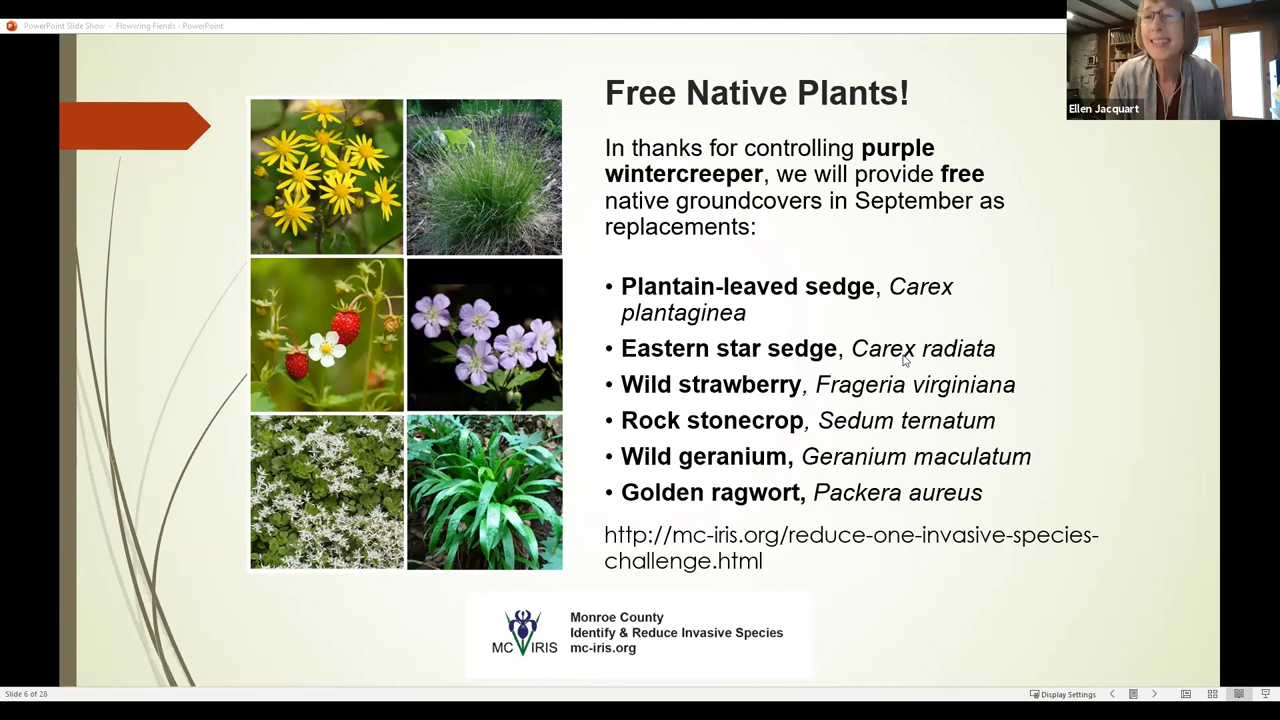 PowerPoint Slide Show - Flowering Fiends - PowerPoint
Ellen Jacquart
Free Native Plants!
In thanks for controlling purple
wintercreeper, we will provide free
native groundcovers in September as
replacements:
• Plantain-leaved sedge, Carex
plantaginea
• Eastern star sedge, Carex radiata
• Wild strawberry, Frageria virginiana
• Rock stonecrop, Sedum ternatum
• Wild geranium, Geranium maculatum
• Golden ragwort, Packera aureus
http://mc-iris.org/reduce-one-invasive-species-
challenge.html
MC IRIS
Monroe County
Identify & Reduce Invasive Species
mc-iris.org
Slide 6 of 28
Display Settings